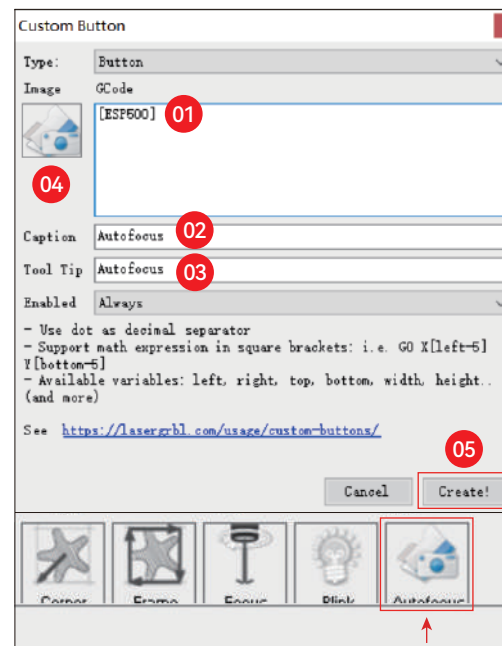 Custom Button
Type: Button
Image GCode
[ESP600] 01
04
Caption Autofocus 02
Tool Tip Autofocus 03
Enabled Always
- Use dot as decimal separator
- Support math expression in square brackets: i.e. G0 X[left-5]
Y[bottom-5]
- Available variables: left, right, top, bottom, width, height..
(and more)
See https://lasergrbl.com/usage/custom-buttons/
05
Cancel Create!
Corner Frame Focus Blink Autofocus